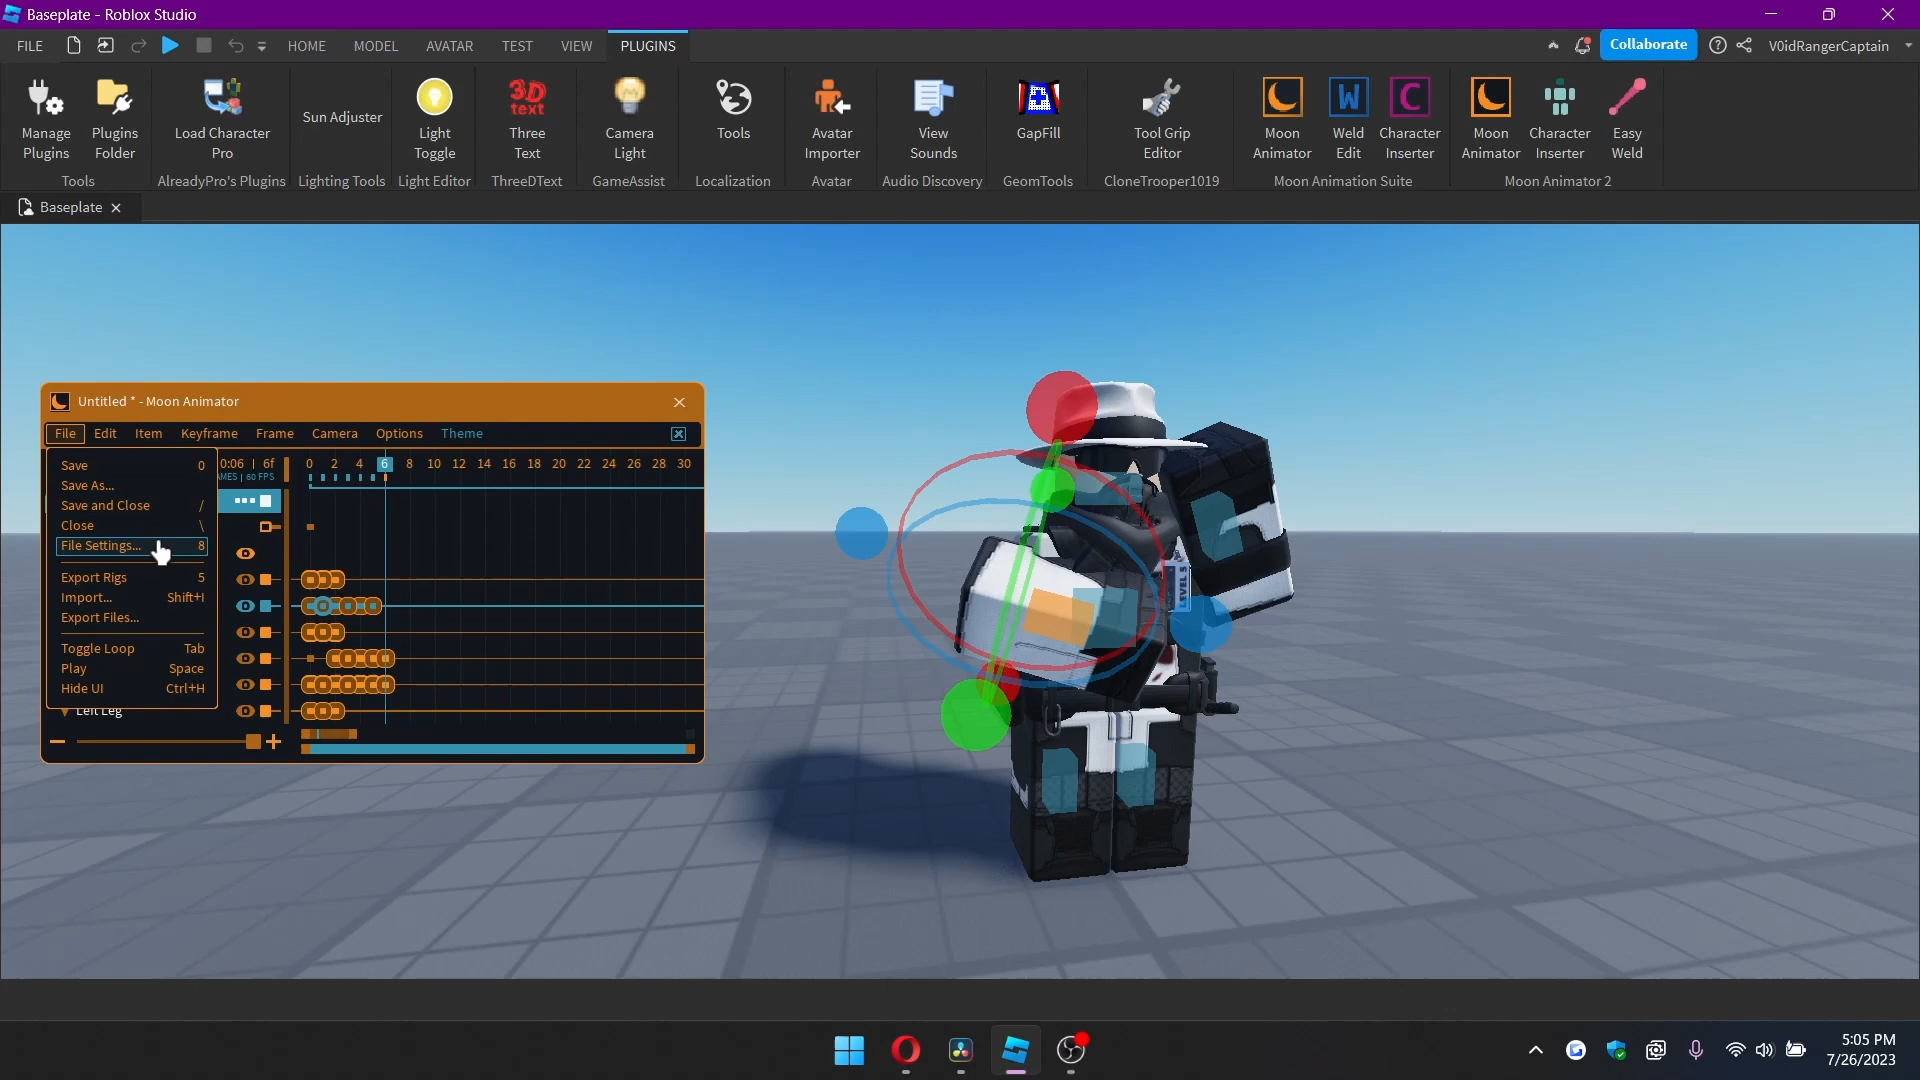 Baseplate - Roblox Studio
FILE HOME MODEL AVATAR TEST VIEW PLUGINS Collaborate V0idRangerCaptain
Manage Plugins
Plugins Folder
Tools
Load Character Pro
AlreadyPro's Plugins
Sun Adjuster
Lighting Tools
Light Toggle
Light Editor
3D text
Three Text
ThreeDText
Camera Light
GameAssist
Tools
Localization
Avatar Importer
Avatar
View Sounds
Audio Discovery
GapFill
GeomTools
Tool Grip Editor
CloneTrooper1019
Moon Animator
W
Weld Edit
C
Character Inserter
Moon Animation Suite
Moon Animator
Character Inserter
Easy Weld
Moon Animator 2
Baseplate
Untitled * - Moon Animator
File Edit Item Keyframe Frame Camera Options Theme
Save 0
Save As...
Save and Close /
Close \
File Settings... 8
Export Rigs 5
Import... Shift+I
Export Files...
Toggle Loop Tab
Play Space
Hide UI Ctrl+H
Left Leg
0:06 | 6f
AMES | 60 FPS
0 2 4 6 8 10 12 14 16 18 20 22 24 26 28 30
LEVEL 5
5:05 PM
7/26/2023